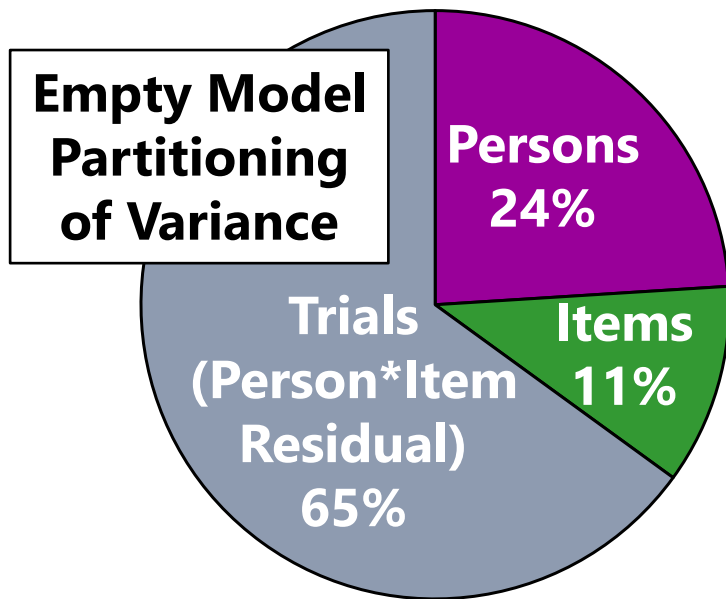 Empty Model
Partitioning
of Variance
Persons
24%
Items
11%
Trials
(Person*Item
Residual)
65%